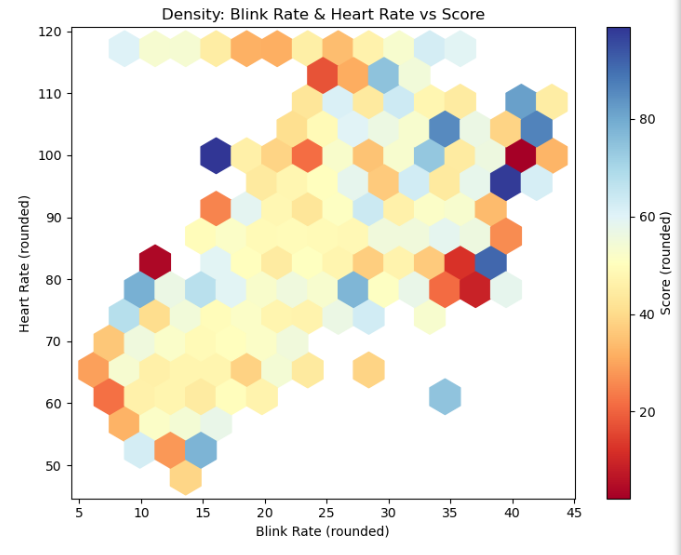 Density: Blink Rate & Heart Rate vs Score
120
110
100
90
80
70
60
50
Heart Rate (rounded)
5 10 15 20 25 30 35 40 45
Blink Rate (rounded)
80
60
40
20
Score (rounded)